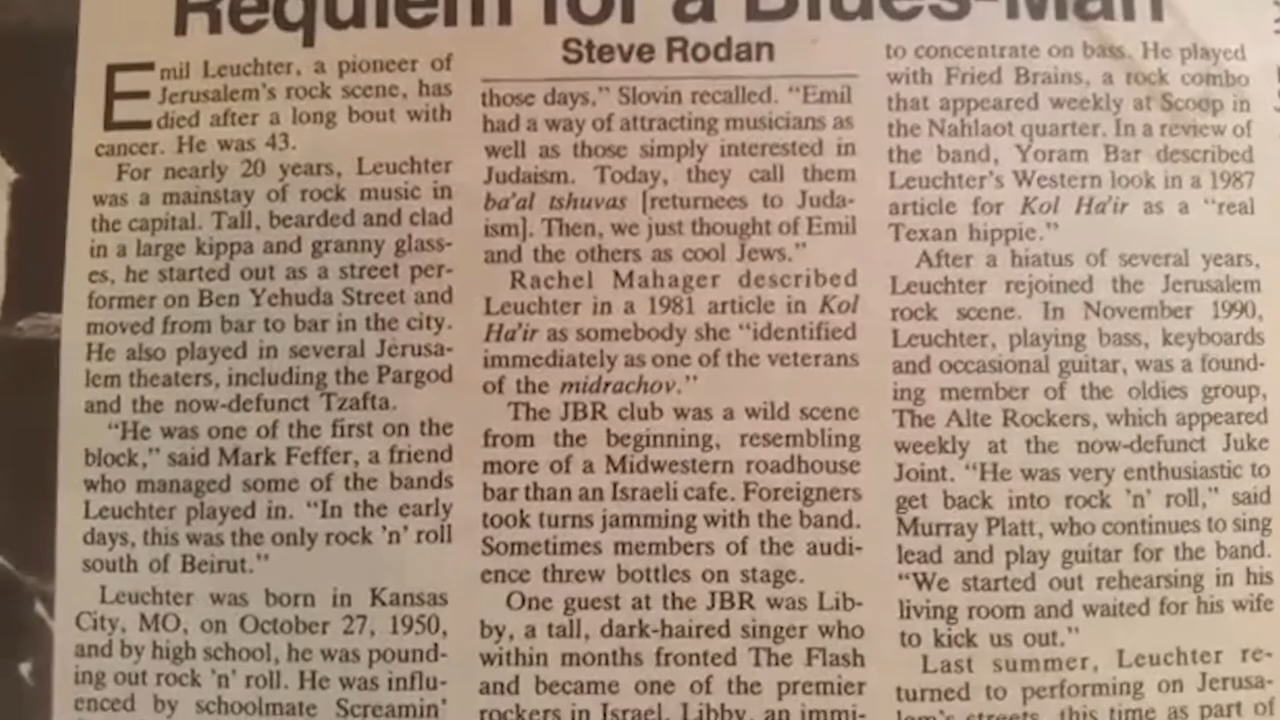 Requiem for a Blues-Man
Steve Rodan
Emil Leuchter, a pioneer of
Jerusalem's rock scene, has
died after a long bout with
cancer. He was 43.
For nearly 20 years, Leuchter
was a mainstay of rock music in
the capital. Tall, bearded and clad
in a large kippa and granny glass-
es, he started out as a street per-
former on Ben Yehuda Street and
moved from bar to bar in the city.
He also played in several Jerusa-
lem theaters, including the Pargod
and the now-defunct Tzafta.
"He was one of the first on the
block," said Mark Feffer, a friend
who managed some of the bands
Leuchter played in. "In the early
days, this was the only rock 'n' roll
south of Beirut."
Leuchter was born in Kansas
City, MO, on October 27, 1950,
and by high school, he was pound-
ing out rock 'n' roll. He was influ-
enced by schoolmate Screamin'
those days," Slovin recalled. "Emil
had a way of attracting musicians as
well as those simply interested in
Judaism. Today, they call them
ba'al tshuvas [returnees to Juda-
ism]. Then, we just thought of Emil
and the others as cool Jews."
Rachel Mahager described
Leuchter in a 1981 article in Kol
Ha'ir as somebody she "identified
immediately as one of the veterans
of the midrachov."
The JBR club was a wild scene
from the beginning, resembling
more of a Midwestern roadhouse
bar than an Israeli cafe. Foreigners
took turns jamming with the band.
Sometimes members of the audi-
ence threw bottles on stage.
One guest at the JBR was Lib-
by, a tall, dark-haired singer who
within months fronted The Flash
and became one of the premier
rockers in Israel. Libby, an immi-
to concentrate on bass. He played
with Fried Brains, a rock combo
that appeared weekly at Scoop in
the Nahlaot quarter. In a review of
the band, Yoram Bar described
Leuchter's Western look in a 1987
article for Kol Ha'ir as a "real
Texan hippie."
After a hiatus of several years,
Leuchter rejoined the Jerusalem
rock scene. In November 1990,
Leuchter, playing bass, keyboards
and occasional guitar, was a found-
ing member of the oldies group,
The Alte Rockers, which appeared
weekly at the now-defunct Juke
Joint. "He was very enthusiastic to
get back into rock 'n' roll," said
Murray Platt, who continues to sing
lead and play guitar for the band.
"We started out rehearsing in his
living room and waited for his wife
to kick us out."
Last summer, Leuchter re-
turned to performing on Jerusa-
lem's streets, this time as part of